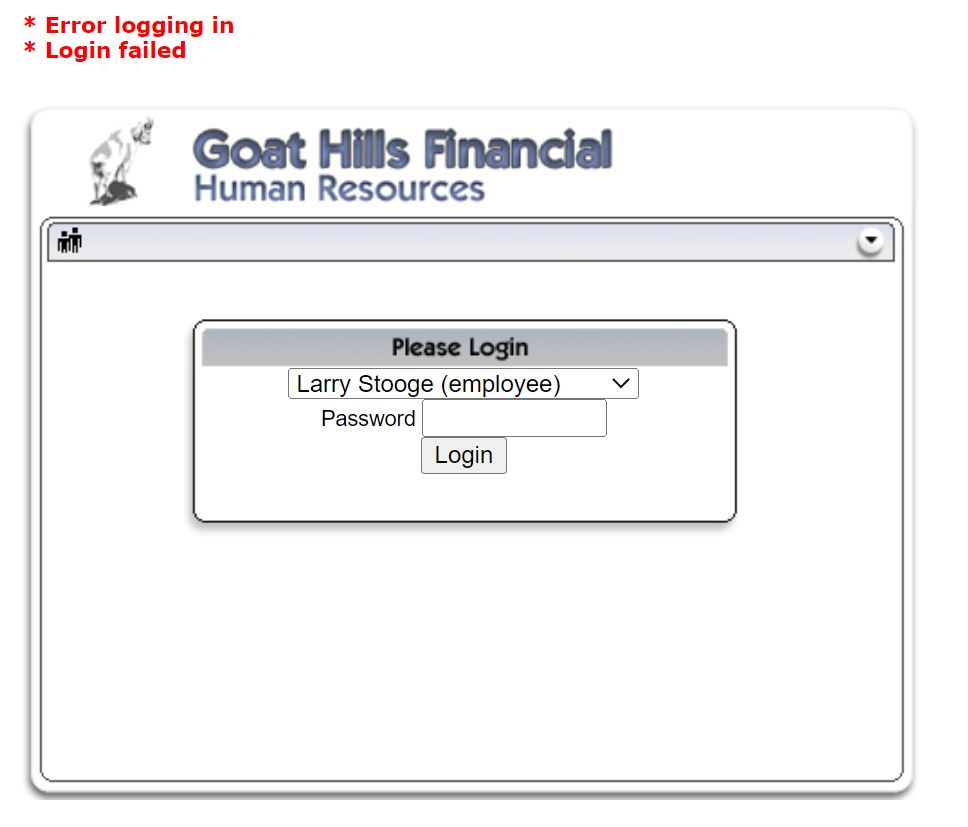 * Error logging in
* Login failed
Goat Hills Financial
Human Resources
Please Login
Larry Stooge (employee)
Password
Login